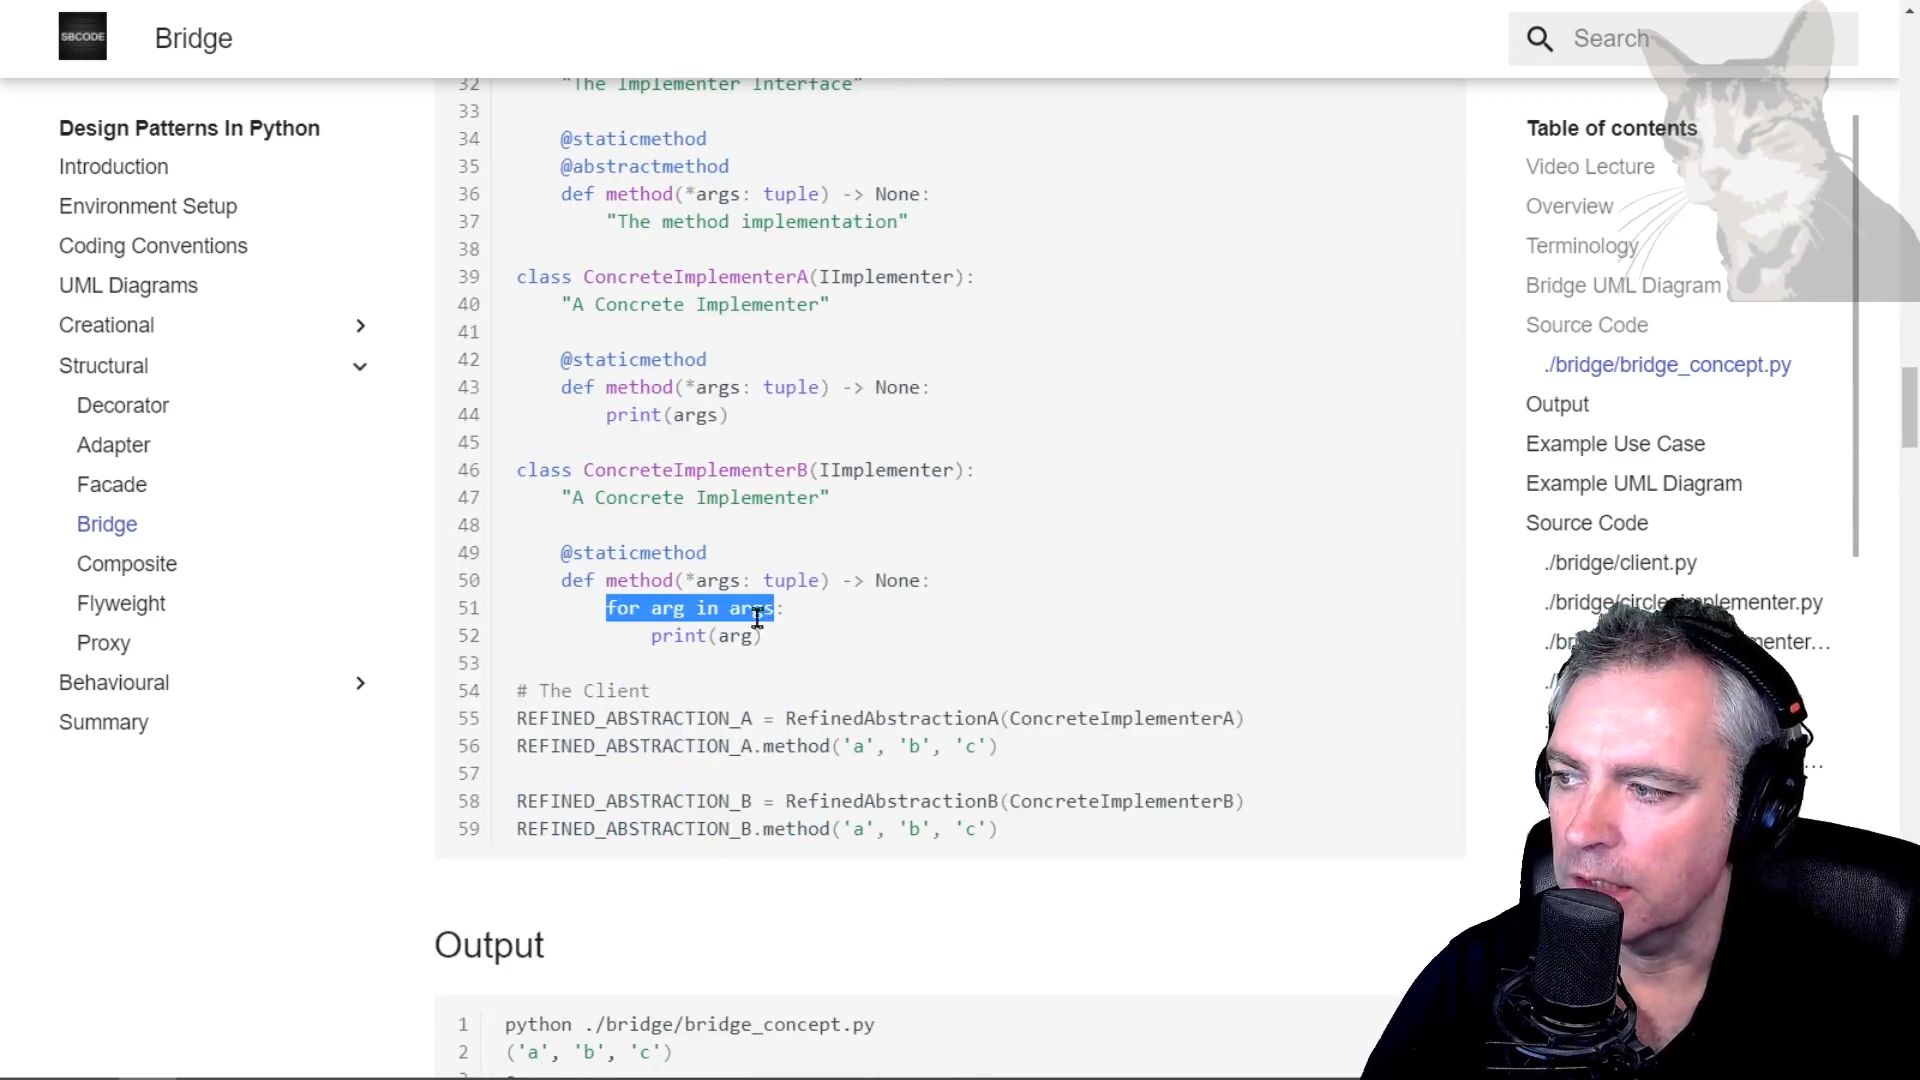 SBCODE
Bridge
Search
Design Patterns In Python
Introduction
Environment Setup
Coding Conventions
UML Diagrams
Creational
Structural
Decorator
Adapter
Facade
Bridge
Composite
Flyweight
Proxy
Behavioural
Summary
32 "The Implementer Interface"
33
34 @staticmethod
35 @abstractmethod
36 def method(*args: tuple) -> None:
37 "The method implementation"
38
39 class ConcreteImplementerA(IImplementer):
40 "A Concrete Implementer"
41
42 @staticmethod
43 def method(*args: tuple) -> None:
44 print(args)
45
46 class ConcreteImplementerB(IImplementer):
47 "A Concrete Implementer"
48
49 @staticmethod
50 def method(*args: tuple) -> None:
51 for arg in args:
52 print(arg)
53
54 # The Client
55 REFINED_ABSTRACTION_A = RefinedAbstractionA(ConcreteImplementerA)
56 REFINED_ABSTRACTION_A.method('a', 'b', 'c')
57
58 REFINED_ABSTRACTION_B = RefinedAbstractionB(ConcreteImplementerB)
59 REFINED_ABSTRACTION_B.method('a', 'b', 'c')
Output
1 python ./bridge/bridge_concept.py
2 ('a', 'b', 'c')
Table of contents
Video Lecture
Overview
Terminology
Bridge UML Diagram
Source Code
./bridge/bridge_concept.py
Output
Example Use Case
Example UML Diagram
Source Code
./bridge/client.py
./bridge/circle_implementer.py